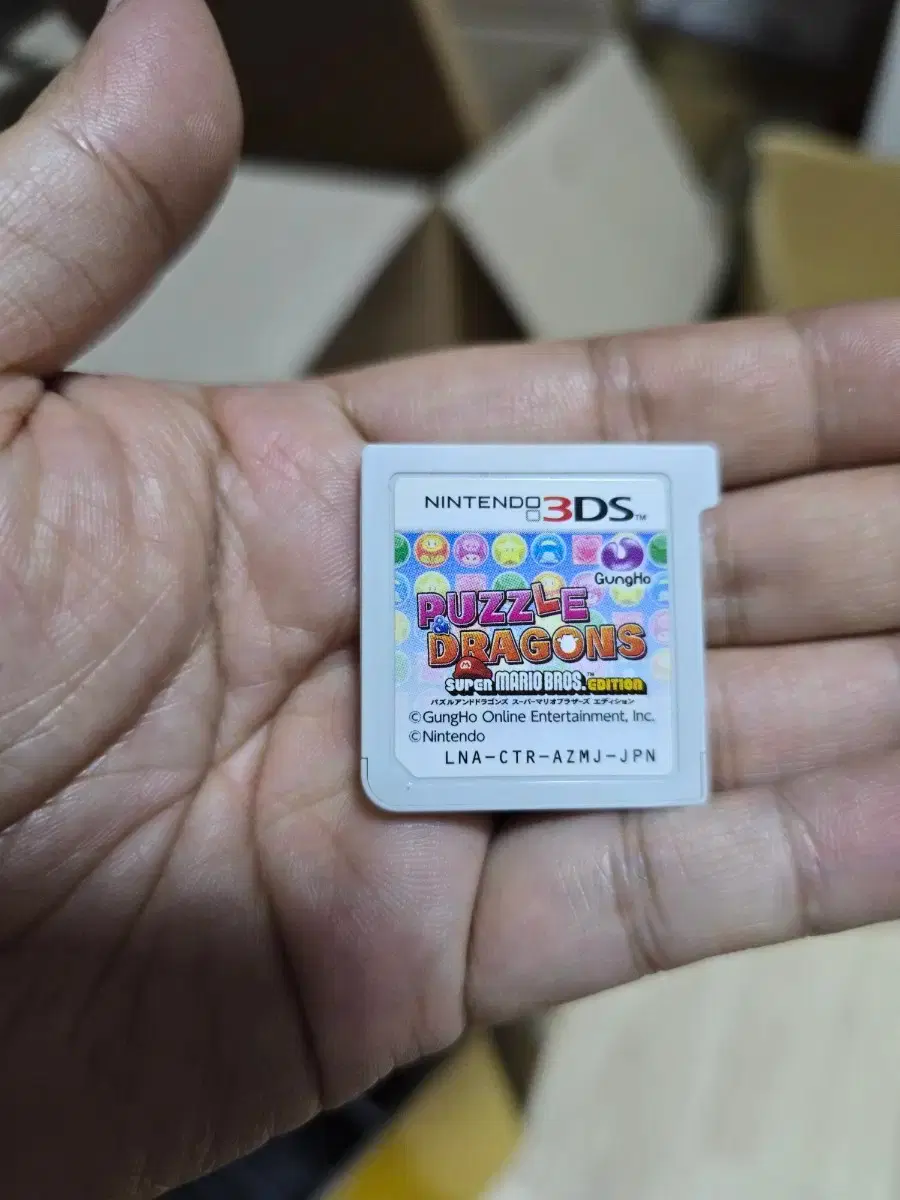 NINTENDO 3DS™
GungHo
PUZZLE
& DRAGONS
SUPER MARIO BROS.™ EDITION
パズルアンドドラゴンズ スーパーマリオブラザーズ エディション
©GungHo Online Entertainment, Inc.
©Nintendo
LNA-CTR-AZMJ-JPN